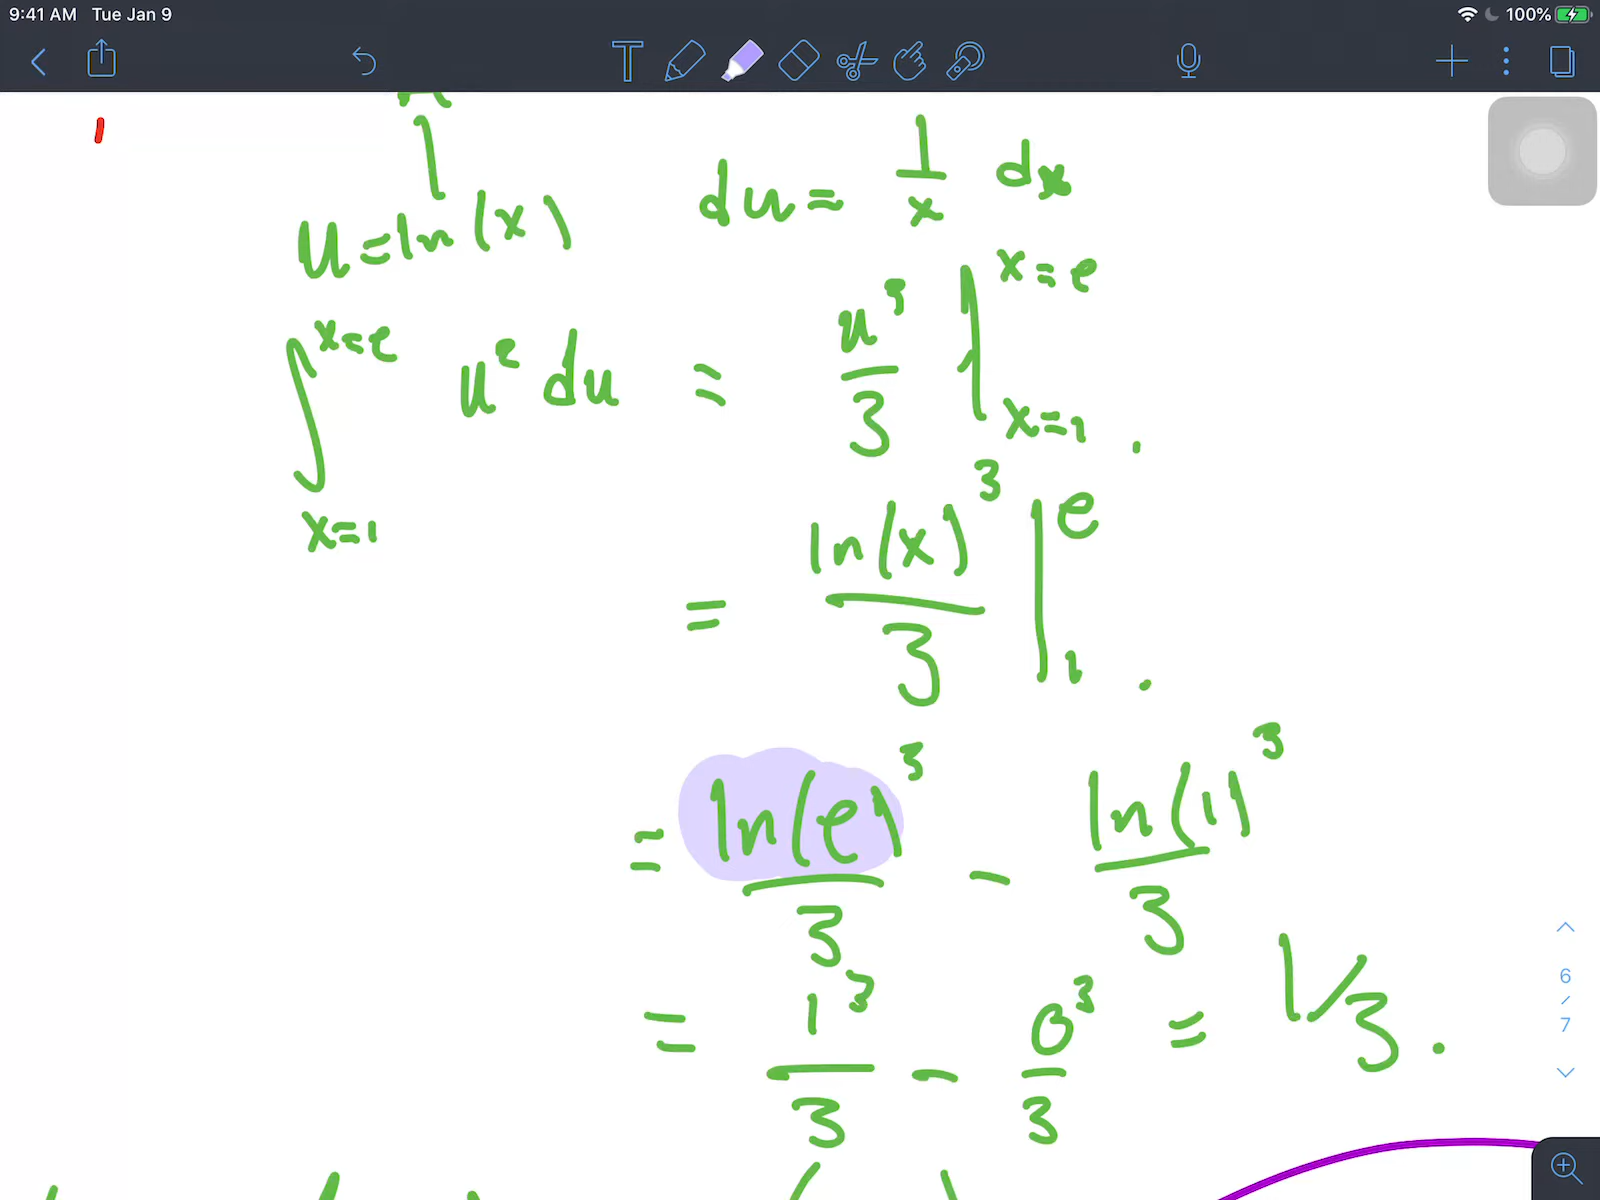 9:41 AM Tue Jan 9 100%
u = ln(x) du = 1/x dx
∫_{x=1}^{x=e} u² du = u³/3 |_{x=1}^{x=e} .
= ln(x)³/3 |_1^e .
= ln(e)³/3 - ln(1)³/3
= 1³/3 - 0³/3 = 1/3 .
6/7